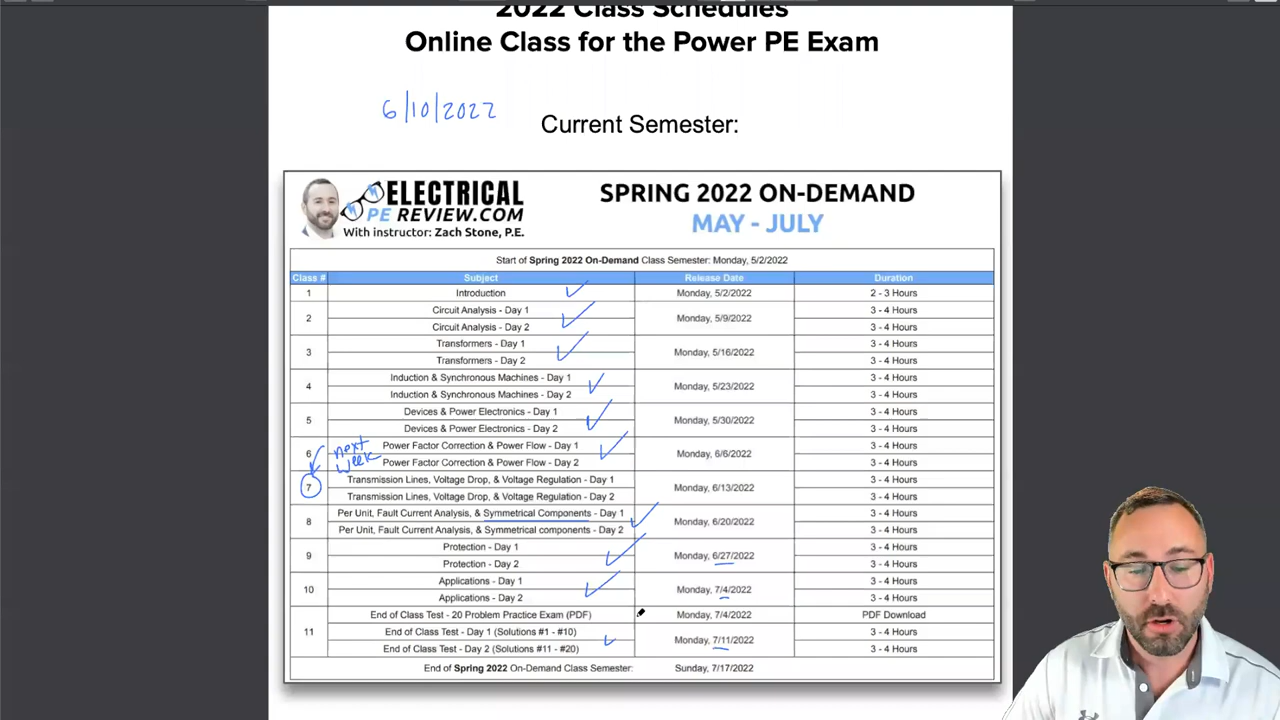 2022 Class Schedules
Online Class for the Power PE Exam
6/10/2022
Current Semester:
ELECTRICAL
PE REVIEW.COM
With instructor: Zach Stone, P.E.
SPRING 2022 ON-DEMAND
MAY - JULY
Start of Spring 2022 On-Demand Class Semester: Monday, 5/2/2022
Class # Subject Release Date Duration
1 Introduction Monday, 5/2/2022 2 - 3 Hours
2 Circuit Analysis - Day 1 Monday, 5/9/2022 3 - 4 Hours
Circuit Analysis - Day 2 3 - 4 Hours
3 Transformers - Day 1 Monday, 5/16/2022 3 - 4 Hours
Transformers - Day 2 3 - 4 Hours
4 Induction & Synchronous Machines - Day 1 Monday, 5/23/2022 3 - 4 Hours
Induction & Synchronous Machines - Day 2 3 - 4 Hours
5 Devices & Power Electronics - Day 1 Monday, 5/30/2022 3 - 4 Hours
Devices & Power Electronics - Day 2 3 - 4 Hours
next
week
6 Power Factor Correction & Power Flow - Day 1 Monday, 6/6/2022 3 - 4 Hours
Power Factor Correction & Power Flow - Day 2 3 - 4 Hours
7 Transmission Lines, Voltage Drop, & Voltage Regulation - Day 1 Monday, 6/13/2022 3 - 4 Hours
Transmission Lines, Voltage Drop, & Voltage Regulation - Day 2 3 - 4 Hours
8 Per Unit, Fault Current Analysis, & Symmetrical Components - Day 1 Monday, 6/20/2022 3 - 4 Hours
Per Unit, Fault Current Analysis, & Symmetrical components - Day 2 3 - 4 Hours
9 Protection - Day 1 Monday, 6/27/2022 3 - 4 Hours
Protection - Day 2 3 - 4 Hours
10 Applications - Day 1 Monday, 7/4/2022 3 - 4 Hours
Applications - Day 2 3 - 4 Hours
11 End of Class Test - 20 Problem Practice Exam (PDF) Monday, 7/4/2022 PDF Download
End of Class Test - Day 1 (Solutions #1 - #10) Monday, 7/11/2022 3 - 4 Hours
End of Class Test - Day 2 (Solutions #11 - #20) 3 - 4 Hours
End of Spring 2022 On-Demand Class Semester: Sunday, 7/17/2022